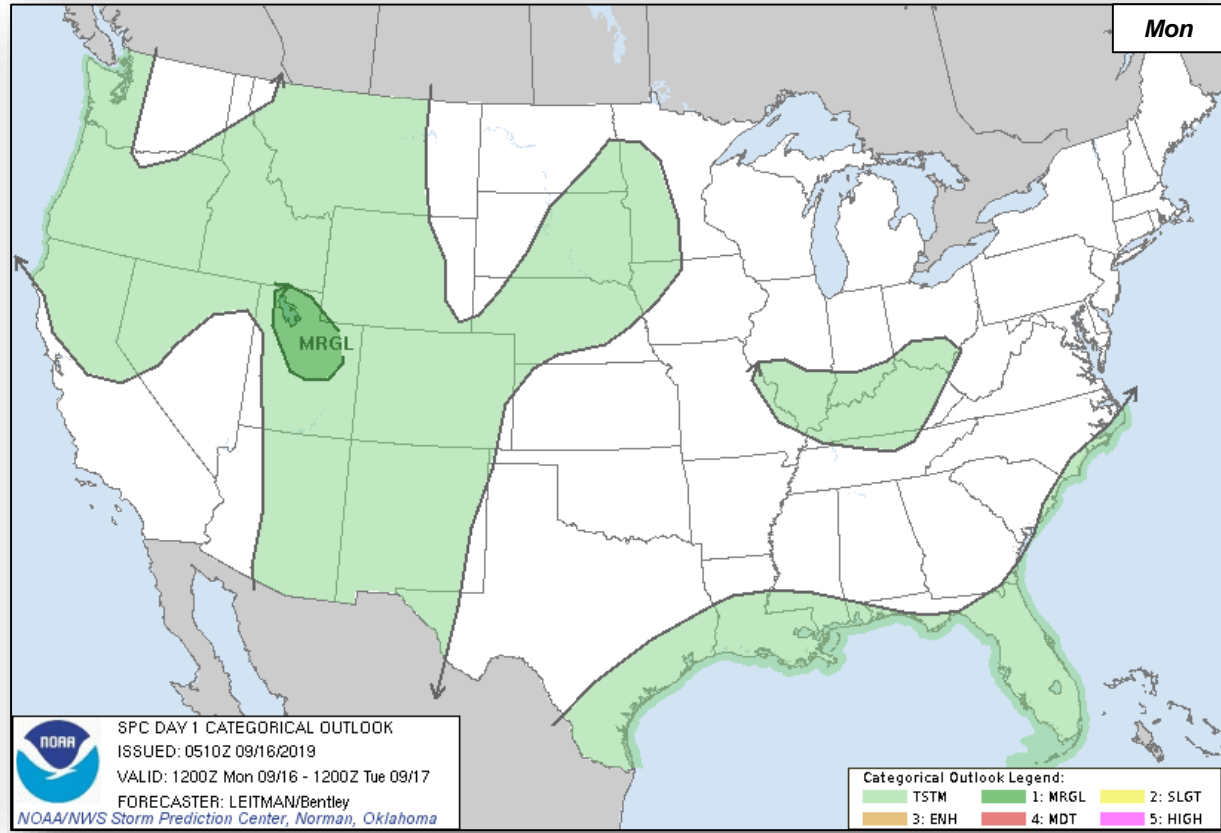 Mon
MRGL
NOAA
SPC DAY 1 CATEGORICAL OUTLOOK
ISSUED: 0510Z 09/16/2019
VALID: 1200Z Mon 09/16 - 1200Z Tue 09/17
FORECASTER: LEITMAN/Bentley
NOAA/NWS Storm Prediction Center, Norman, Oklahoma
Categorical Outlook Legend:
TSTM 1: MRGL 2: SLGT
3: ENH 4: MDT 5: HIGH